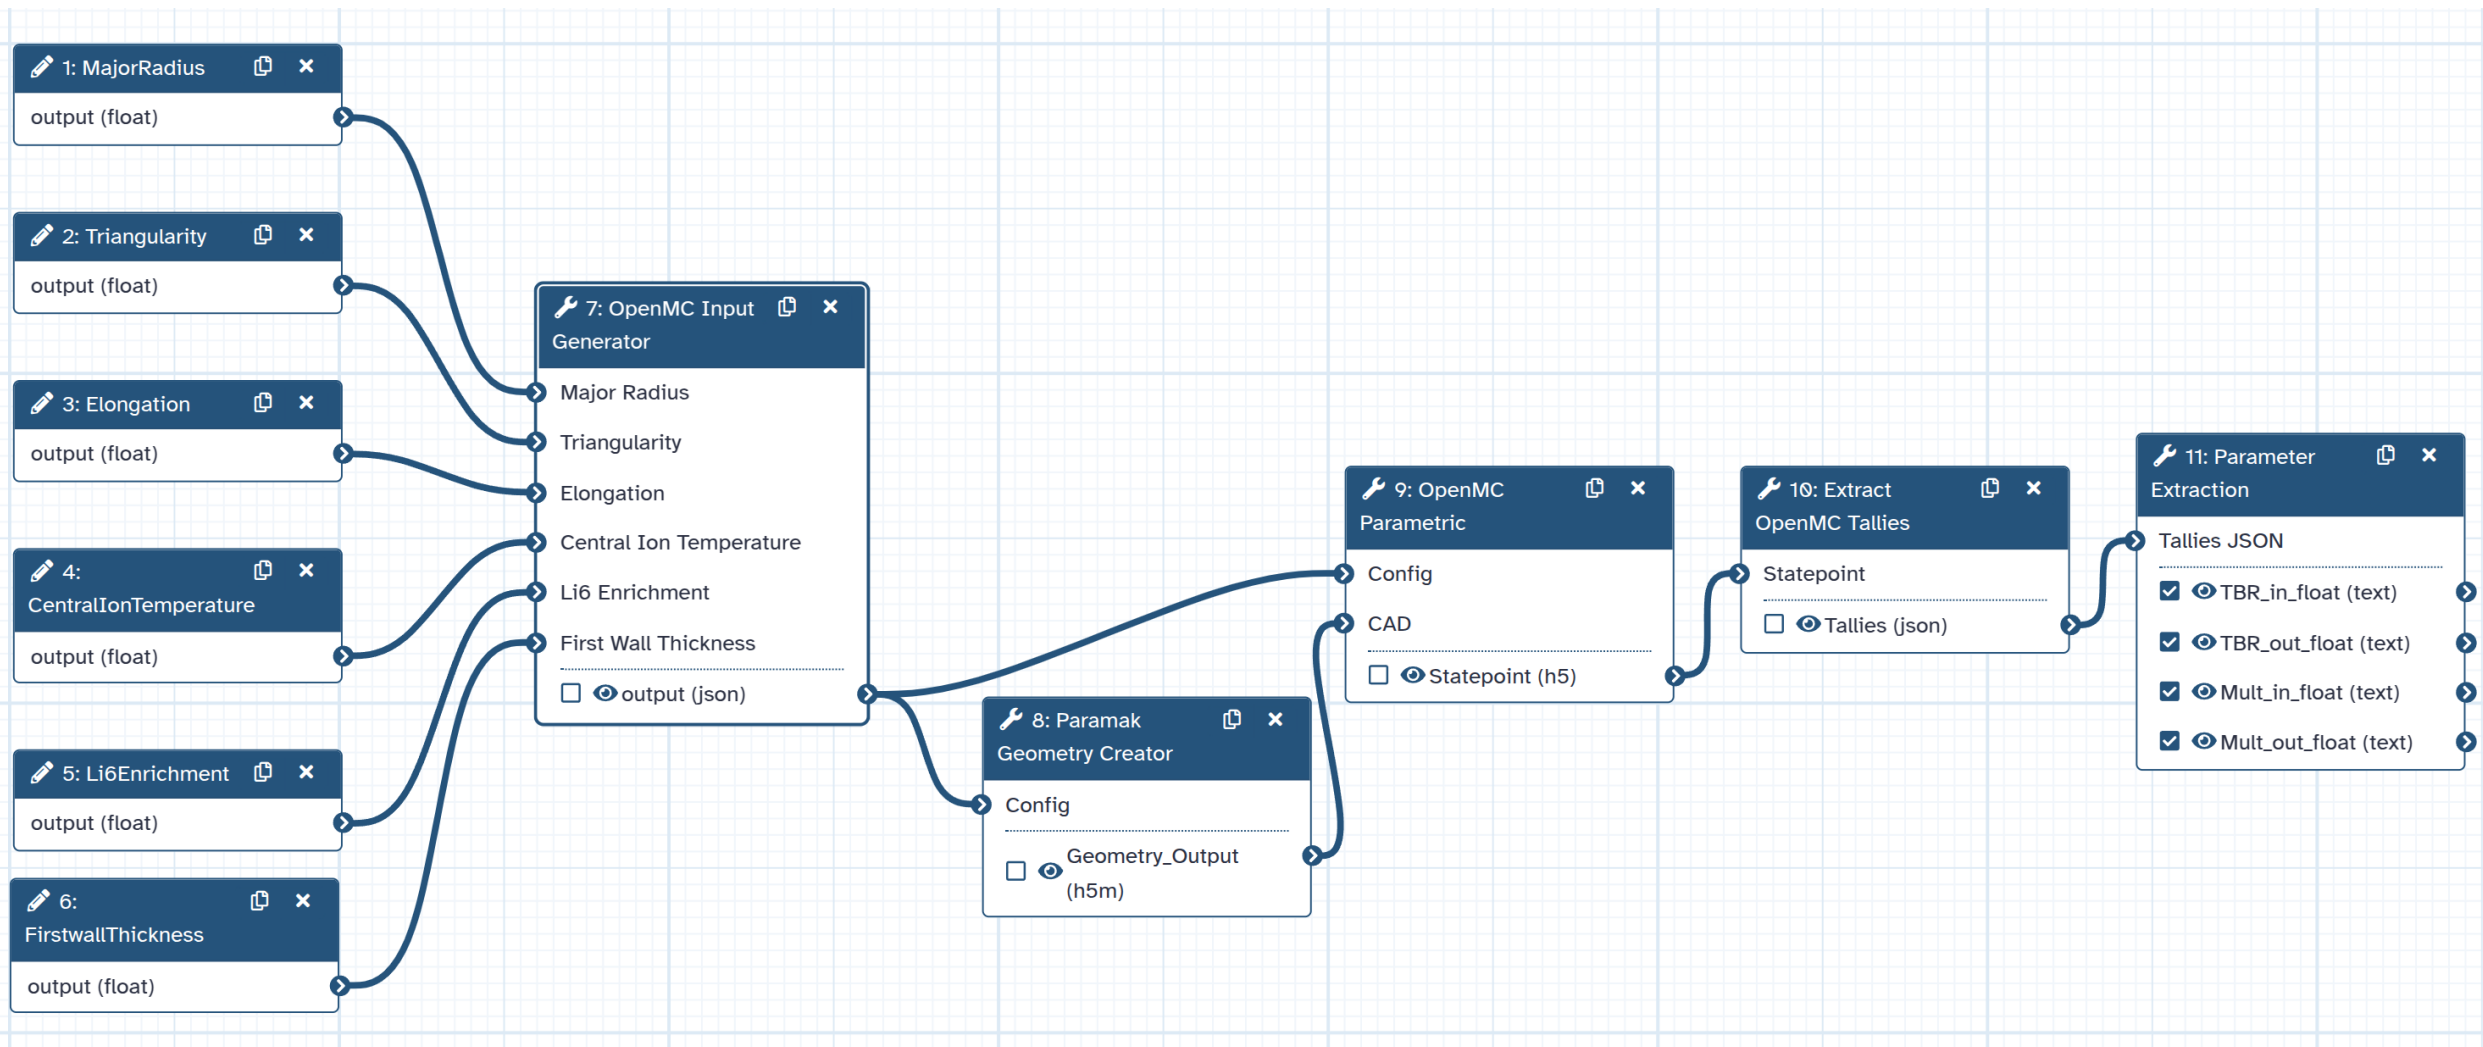 1: MajorRadius
output (float)
2: Triangularity
output (float)
3: Elongation
output (float)
4:
CentralIonTemperature
output (float)
5: Li6Enrichment
output (float)
6:
FirstwallThickness
output (float)
7: OpenMC Input
Generator
Major Radius
Triangularity
Elongation
Central Ion Temperature
Li6 Enrichment
First Wall Thickness
output (json)
8: Paramak
Geometry Creator
Config
Geometry_Output
(h5m)
9: OpenMC
Parametric
Config
CAD
Statepoint (h5)
10: Extract
OpenMC Tallies
Statepoint
Tallies (json)
11: Parameter
Extraction
Tallies JSON
TBR_in_float (text)
TBR_out_float (text)
Mult_in_float (text)
Mult_out_float (text)